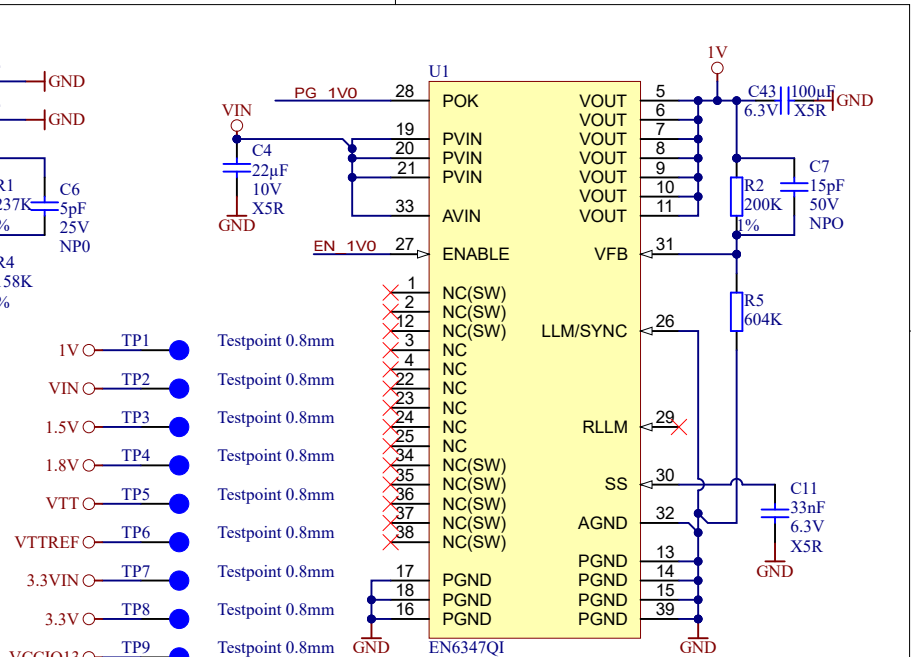 GND
GND
R1
237K
%
C6
5pF
25V
NP0
R4
158K
%
VIN
C4
22µF
10V
X5R
GND
PG_1V0
EN_1V0
U1
28 POK
19 PVIN
20 PVIN
21 PVIN
33 AVIN
27 ENABLE
1 NC(SW)
2 NC(SW)
12 NC(SW)
3 NC
4 NC
22 NC
23 NC
24 NC
25 NC
34 NC(SW)
35 NC(SW)
36 NC(SW)
37 NC(SW)
38 NC(SW)
17 PGND
18 PGND
16 PGND
GND
EN6347QI
VOUT 5
VOUT 6
VOUT 7
VOUT 8
VOUT 9
VOUT 10
VOUT 11
VFB 31
LLM/SYNC 26
RLLM 29
SS 30
AGND 32
PGND 13
PGND 14
PGND 15
PGND 39
GND
1V
C43 100µF
6.3V X5R
GND
R2
200K
1%
C7
15pF
50V
NPO
R5
604K
C11
33nF
6.3V
X5R
GND
1V TP1 Testpoint 0.8mm
VIN TP2 Testpoint 0.8mm
1.5V TP3 Testpoint 0.8mm
1.8V TP4 Testpoint 0.8mm
VTT TP5 Testpoint 0.8mm
VTTREF TP6 Testpoint 0.8mm
3.3VIN TP7 Testpoint 0.8mm
3.3V TP8 Testpoint 0.8mm
VCCIO13 TP9 Testpoint 0.8mm